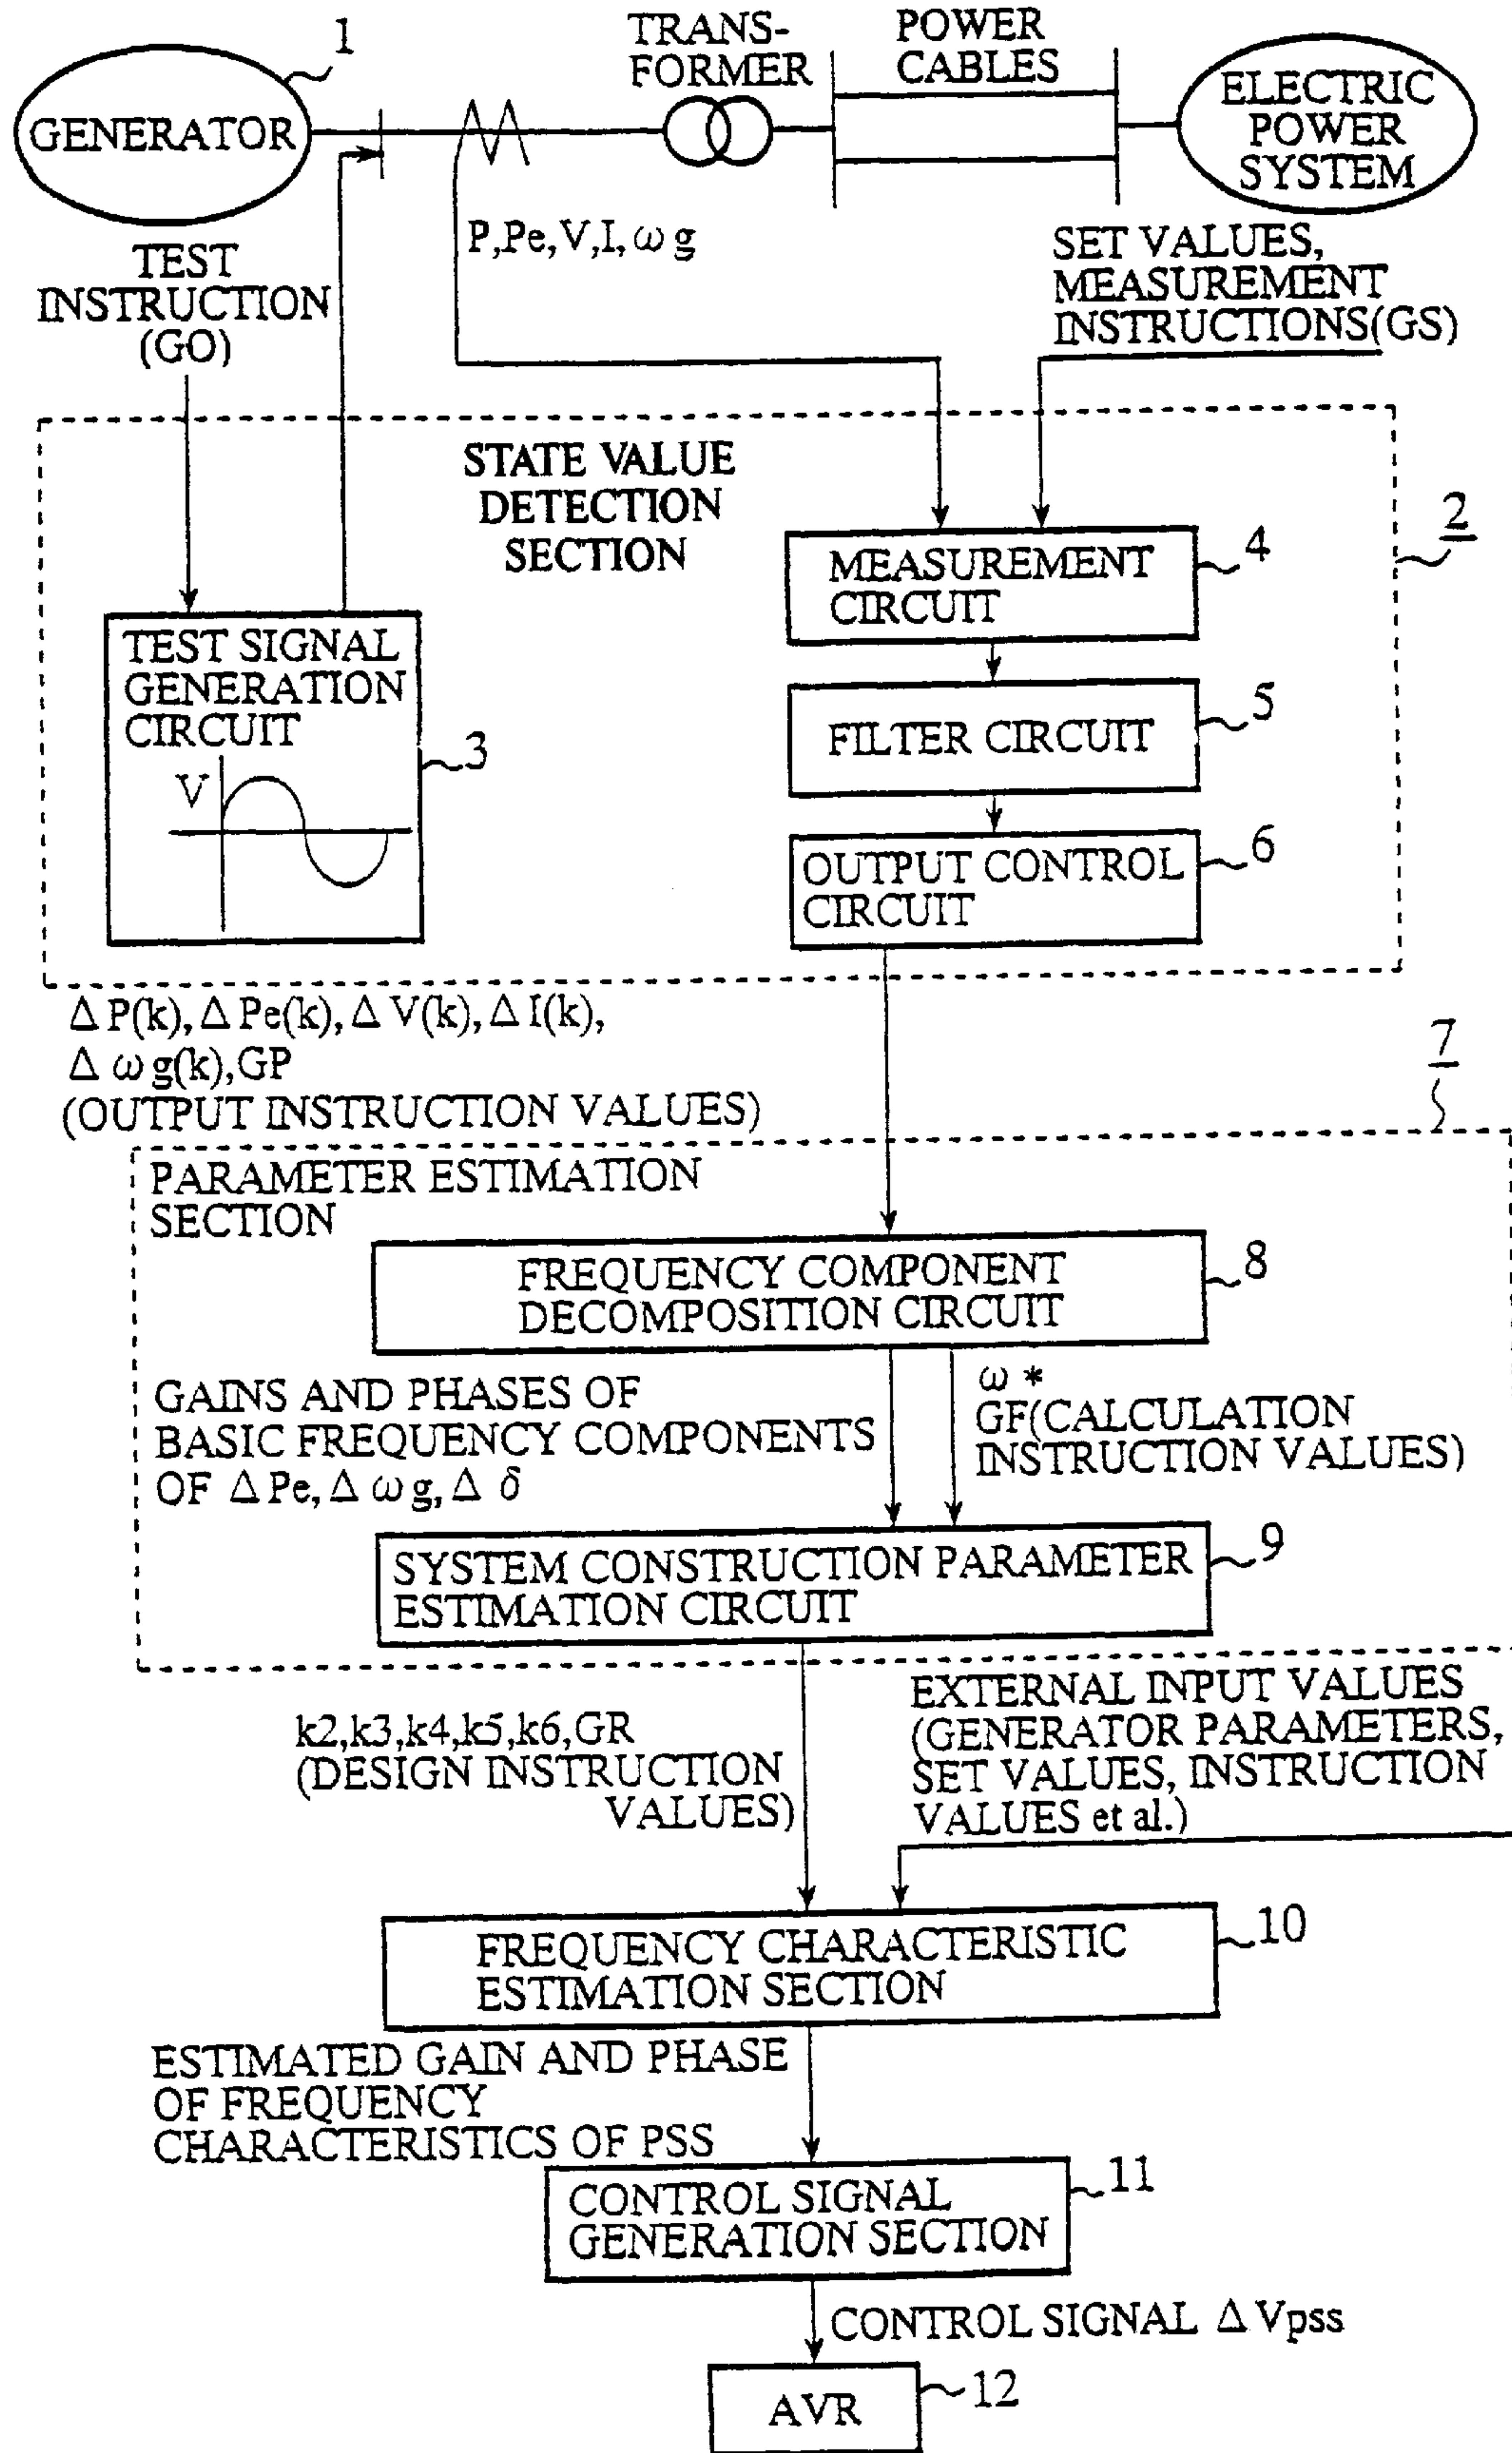 1
TRANS-
FORMER
POWER
CABLES
GENERATOR
ELECTRIC
POWER
SYSTEM
P,Pe,V,I,ωg
TEST
INSTRUCTION
(GO)
SET VALUES,
MEASUREMENT
INSTRUCTIONS(GS)
STATE VALUE
DETECTION
SECTION
2
MEASUREMENT
CIRCUIT
4
TEST SIGNAL
GENERATION
CIRCUIT
V
3
FILTER CIRCUIT
5
OUTPUT CONTROL
CIRCUIT
6
Δ P(k), Δ Pe(k), Δ V(k), Δ I(k),
Δ ωg(k),GP
(OUTPUT INSTRUCTION VALUES)
7
PARAMETER ESTIMATION
SECTION
FREQUENCY COMPONENT
DECOMPOSITION CIRCUIT
8
GAINS AND PHASES OF
BASIC FREQUENCY COMPONENTS
OF Δ Pe, Δ ωg, Δ δ
ω *
GF(CALCULATION
INSTRUCTION VALUES)
SYSTEM CONSTRUCTION PARAMETER
ESTIMATION CIRCUIT
9
k2,k3,k4,k5,k6,GR
(DESIGN INSTRUCTION
VALUES)
EXTERNAL INPUT VALUES
(GENERATOR PARAMETERS,
SET VALUES, INSTRUCTION
VALUES et al.)
FREQUENCY CHARACTERISTIC
ESTIMATION SECTION
10
ESTIMATED GAIN AND PHASE
OF FREQUENCY
CHARACTERISTICS OF PSS
CONTROL SIGNAL
GENERATION SECTION
11
CONTROL SIGNAL Δ Vpss
AVR
12